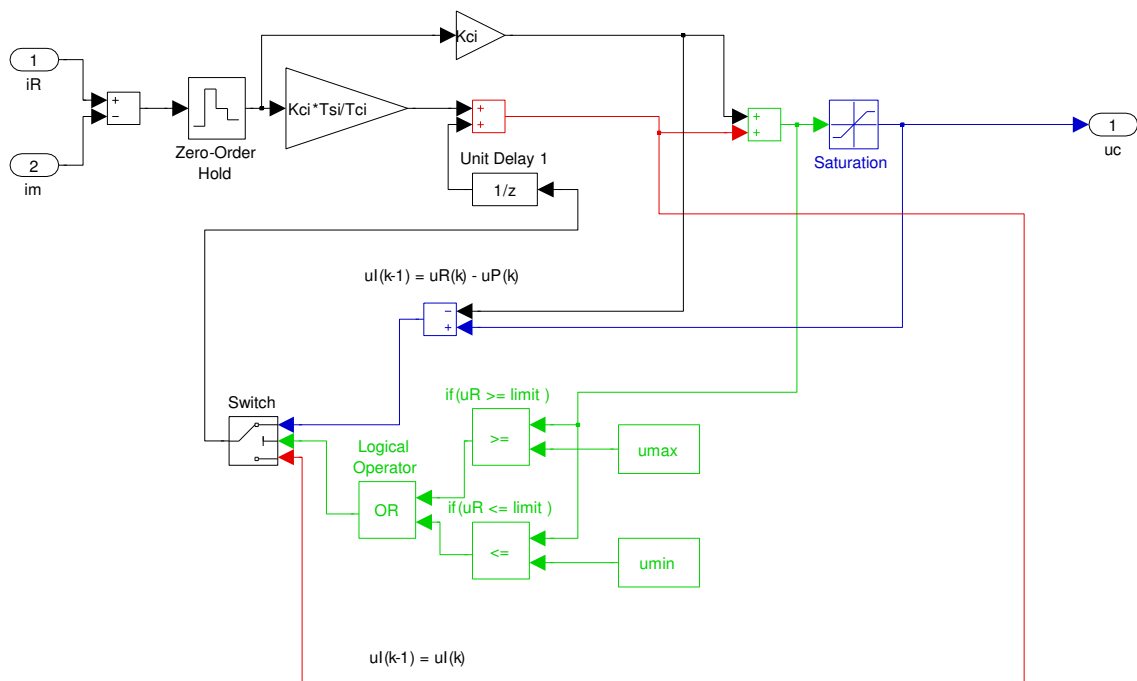 Kci
1
iR
+
−
Kci*Tsi/Tci
+
+
+
+
1
uc
Zero-Order
Hold
Unit Delay 1
Saturation
2
im
1/z
uI(k-1) = uR(k) - uP(k)
−
+
if(uR >= limit )
Switch
>=
umax
Logical
Operator
OR
if(uR <= limit )
<=
umin
uI(k-1) = uI(k)